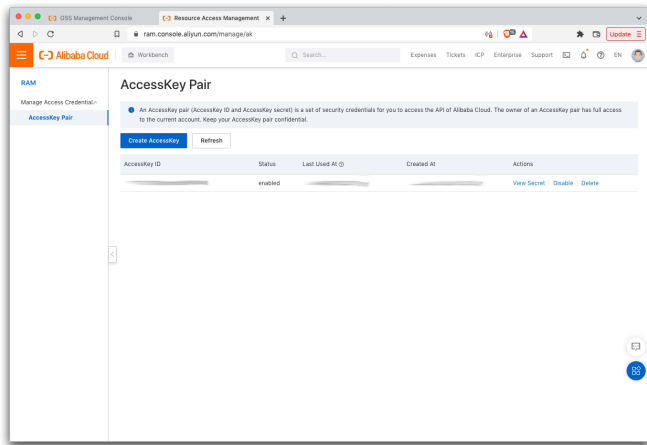 OSS Management Console
Resource Access Management
ram.console.aliyun.com/manage/ak
Update
Alibaba Cloud
Workbench
Search...
Expenses Tickets ICP Enterprise Support EN
RAM
Manage Access Credential
AccessKey Pair
AccessKey Pair
An AccessKey pair (AccessKey ID and AccessKey secret) is a set of security credentials for you to access the API of Alibaba Cloud. The owner of an AccessKey pair has full access
to the current account. Keep your AccessKey pair confidential.
Create AccessKey Refresh
AccessKey ID Status Last Used At Created At Actions
enabled View Secret Disable Delete